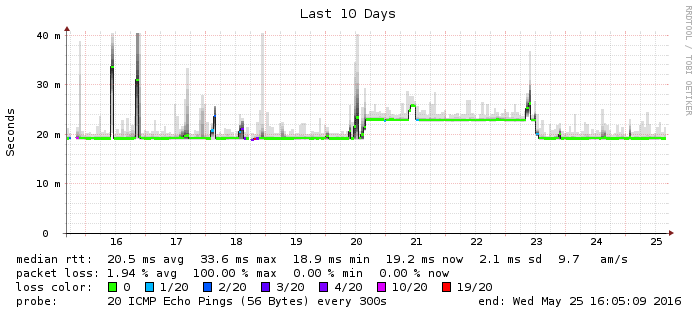 Last 10 Days
RRDTOOL / TOBI OETIKER
Seconds
40 m
30 m
20 m
10 m
0
16 17 18 19 20 21 22 23 24 25
median rtt: 20.5 ms avg 33.6 ms max 18.9 ms min 19.2 ms now 2.1 ms sd 9.7 am/s
packet loss: 1.94 % avg 100.00 % max 0.00 % min 0.00 % now
loss color: 0 1/20 2/20 3/20 4/20 10/20 19/20
probe: 20 ICMP Echo Pings (56 Bytes) every 300s end: Wed May 25 16:05:09 2016